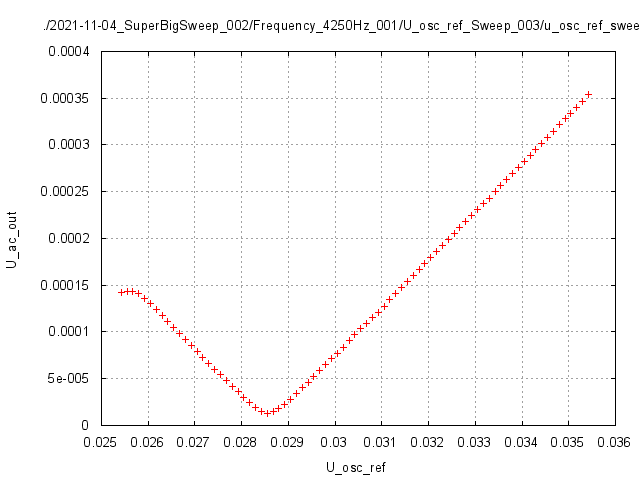 ./2021-11-04_SuperBigSweep_002/Frequency_4250Hz_001/U_osc_ref_Sweep_003/u_osc_ref_swee
0.0004
0.00035
0.0003
0.00025
0.0002
0.00015
0.0001
5e-005
0
U_ac_out
0.025 0.026 0.027 0.028 0.029 0.03 0.031 0.032 0.033 0.034 0.035 0.036
U_osc_ref